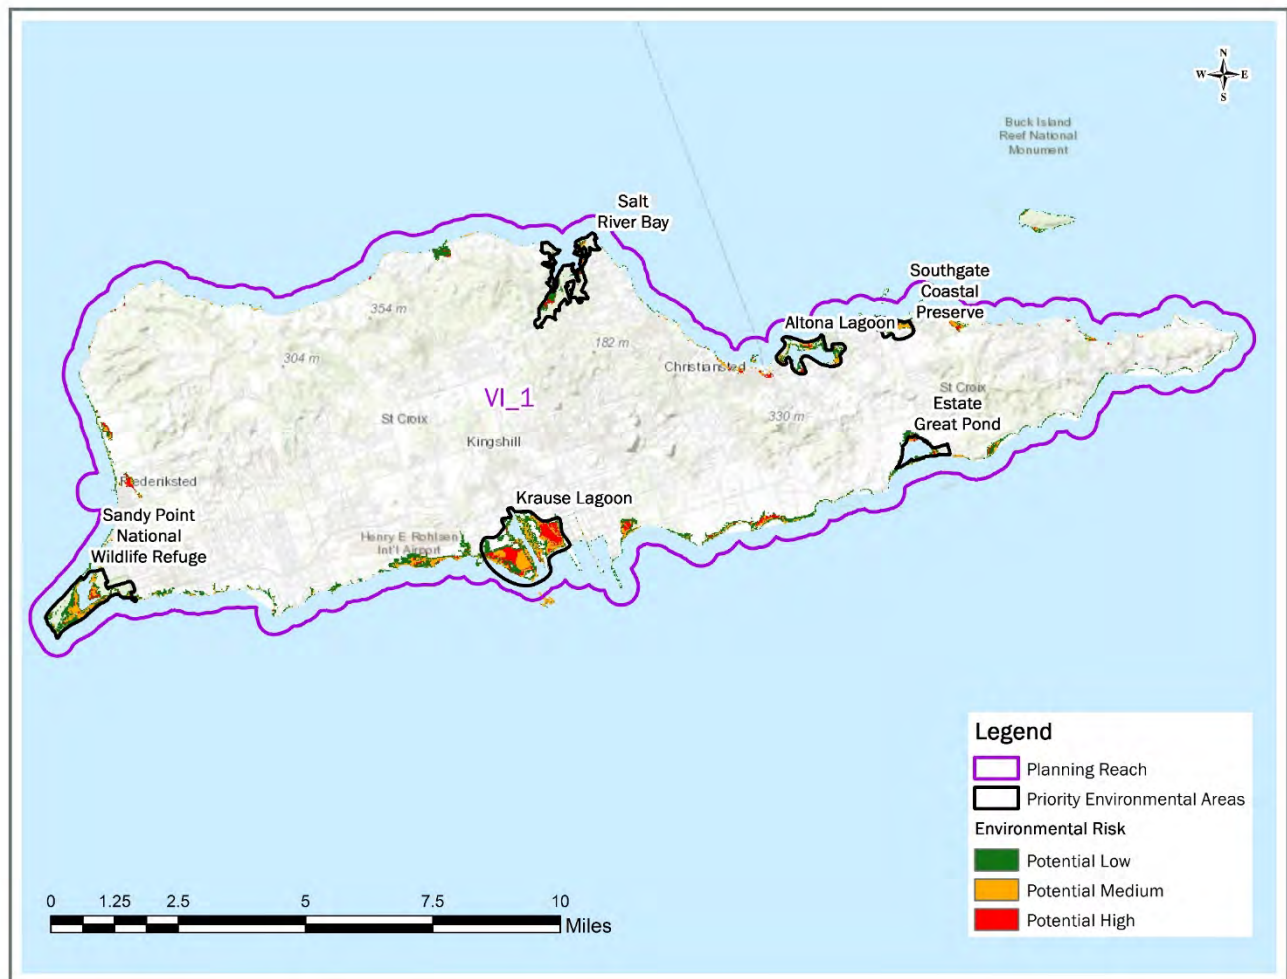 N
W E
S
Buck Island
Reef National
Monument
Salt
River Bay
Southgate
Coastal
Preserve
354 m
Altona Lagoon
182 m
304 m
Christiansted
VI_1
St Croix
St Croix
Estate
Great Pond
330 m
Kingshill
Frederiksted
Krause Lagoon
Sandy Point
National
Wildlife Refuge
Henry E Rohlsen
Int'l Airport
Legend
Planning Reach
Priority Environmental Areas
Environmental Risk
Potential Low
Potential Medium
Potential High
0 1.25 2.5 5 7.5 10
Miles